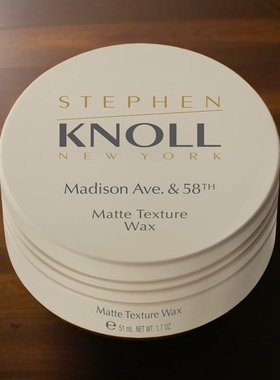 STEPHEN
KNOLL
NEW YORK
Madison Ave. & 58TH
Matte Texture
Wax
Matte Texture Wax
℮ 51 mL NET WT. 1.7 OZ.